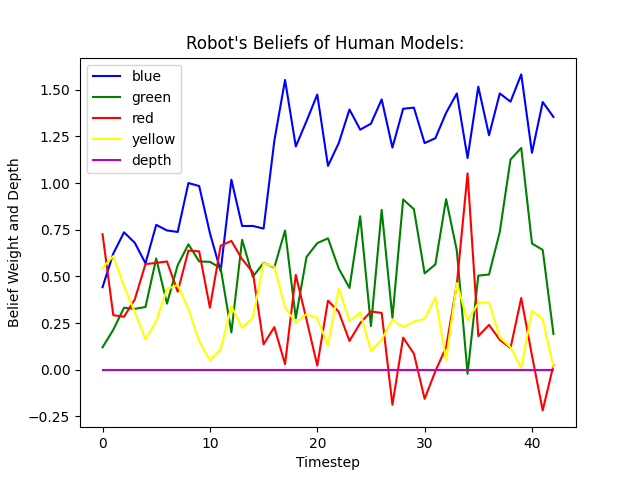 Robot's Beliefs of Human Models:
blue
green
red
yellow
depth
Belief Weight and Depth
1.50
1.25
1.00
0.75
0.50
0.25
0.00
−0.25
0 10 20 30 40
Timestep